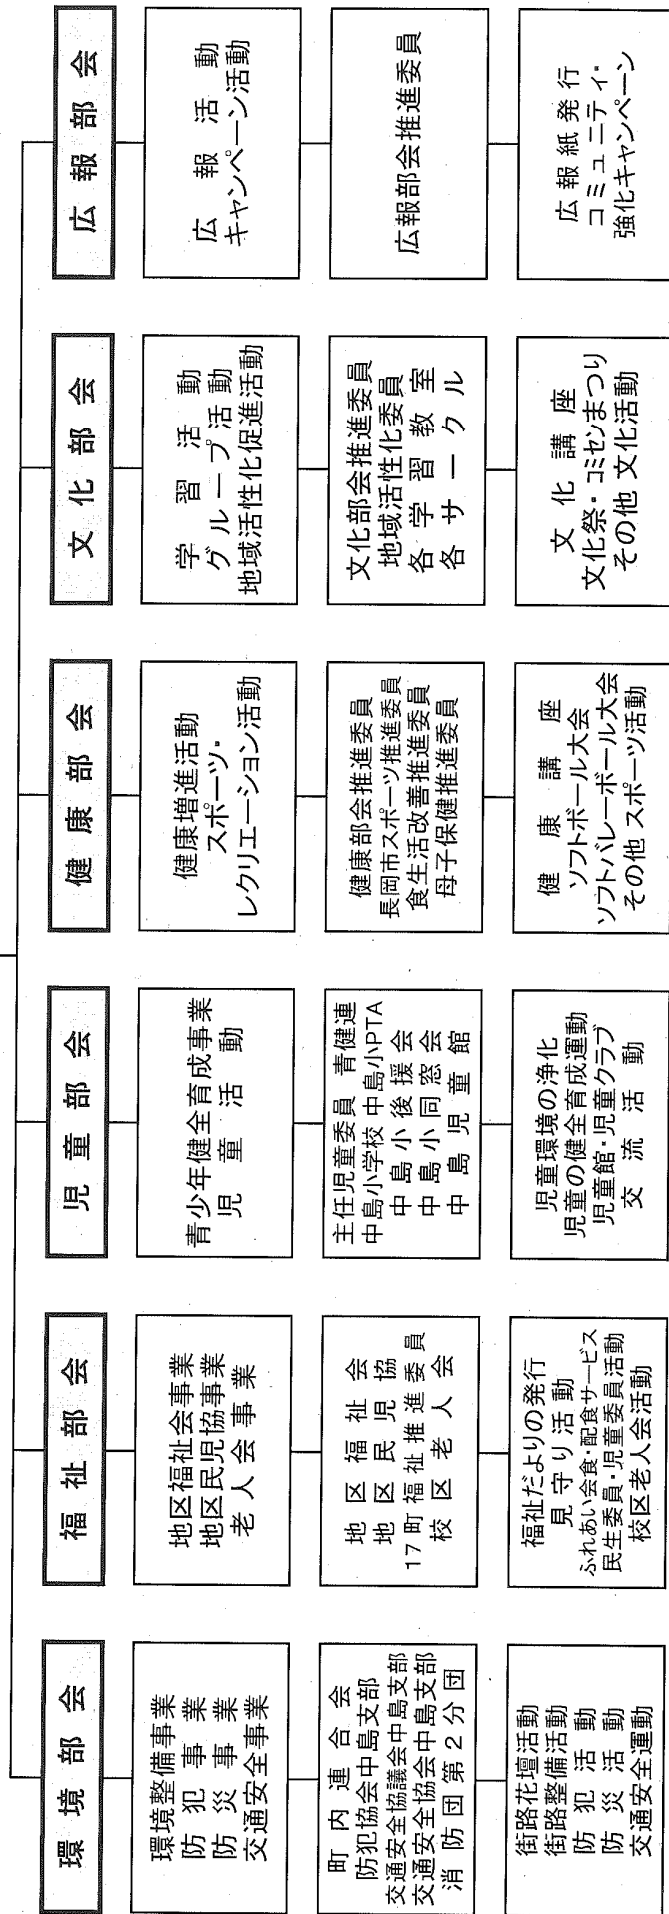 環境部会
環境整備事業
防犯事業
防災事業
交通安全事業
町内連合会
防犯協会中島支部
交通安全協議会中島支部
交通安全協会中島支部
消防団第2分団
街路花壇活動
街路整備活動
防犯活動
防災活動
交通安全運動
福祉部会
地区福祉会事業
地区民児協事業
老人会事業
地区福祉会
地区民児協
17町福祉推進委員
校区老人会
福祉だよりの発行
見守り活動
ふれあい会食・配食サービス
民生委員・児童委員活動
校区老人会活動
児童部会
青少年健全育成事業
児童活動
主任児童委員 青健連
中島小学校 中島小PTA
中島小後援会
中島小同窓会
中島児童館
児童環境の浄化
児童の健全育成運動
児童館・児童クラブ
交流活動
健康部会
健康増進活動
スポーツ・
レクリエーション活動
健康部会推進委員
長岡市スポーツ推進委員
食生活改善推進委員
母子保健推進委員
健康講座
ソフトボール大会
ソフトバレーボール大会
その他 スポーツ活動
文化部会
学習活動
グループ活動
地域活性化促進活動
文化部会推進委員
地域活性化委員
各学習教室
各サークル
文化講座
文化祭・コミセンまつり
その他 文化活動
広報部会
広報活動
キャンペーン活動
広報部会推進委員
広報紙発行
コミュニティ・
強化キャンペーン